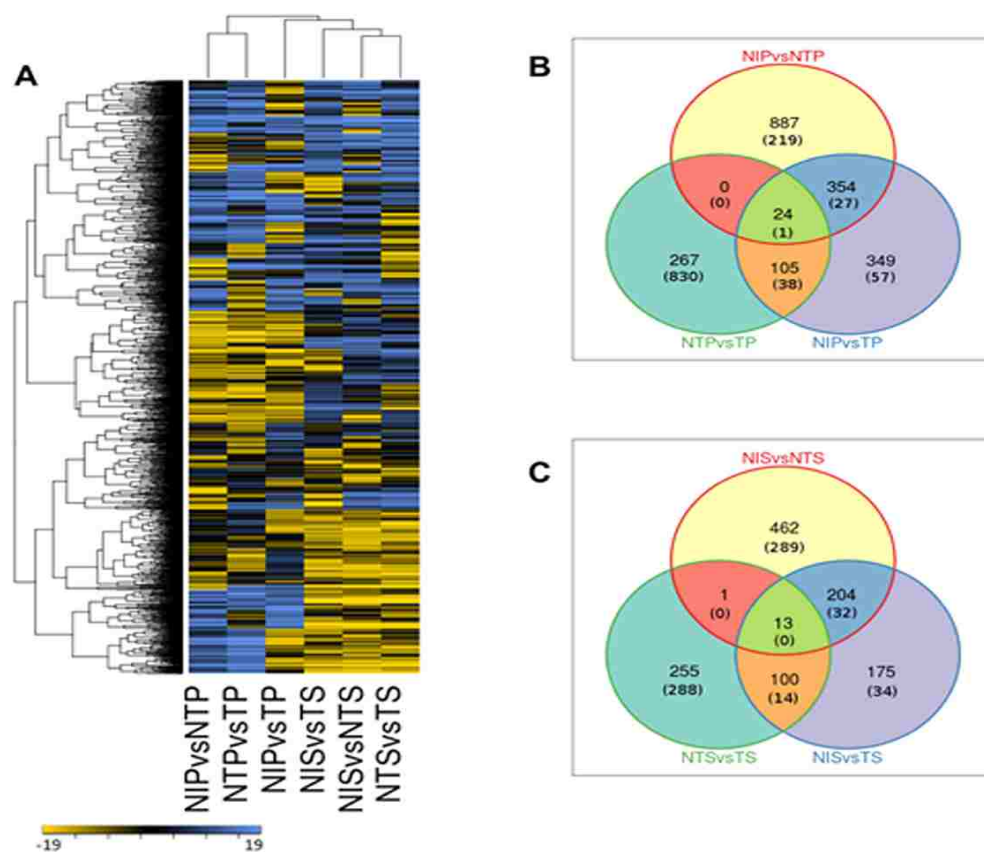 A
NIPvsNTP
NTPvsTP
NIPvsTP
NISvsTS
NISvsNTS
NTSvsTS
-19
19
B
NIPvsNTP
887
(219)
0
(0)
354
(27)
24
(1)
267
(830)
105
(38)
349
(57)
NTPvsTP
NIPvsTP
C
NISvsNTS
462
(289)
1
(0)
204
(32)
13
(0)
255
(288)
100
(14)
175
(34)
NTSvsTS
NISvsTS